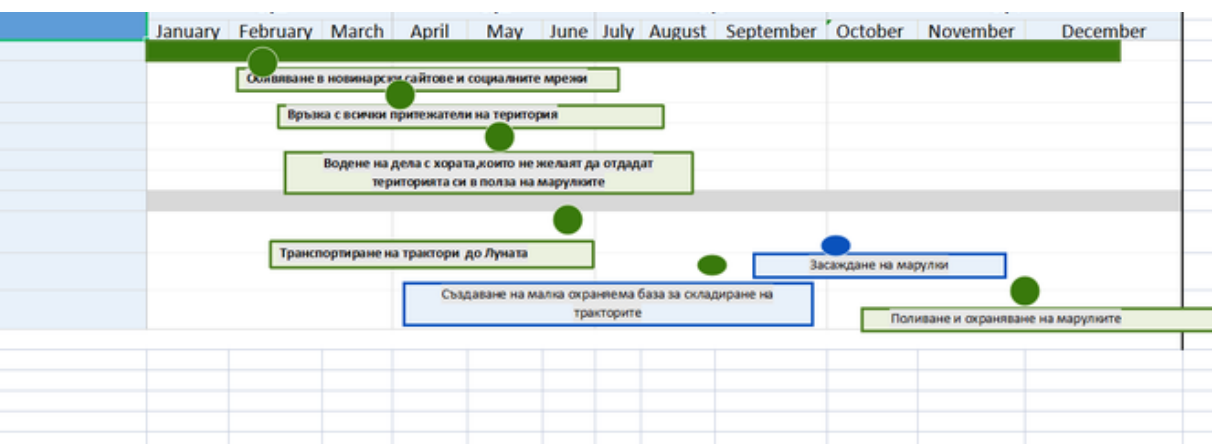 January February March April May June July August September October November December
Обявяване в новинарски сайтове и социалните мрежи
Връзка с всички притежатели на територия
Водене на дела с хората,които не желаят да отдадат
територията си в полза на марулките
Транспортиране на трактори до Луната
Засаждане на марулки
Създаване на малка охраняема база за складиране на
тракторите
Поливане и охраняване на марулките